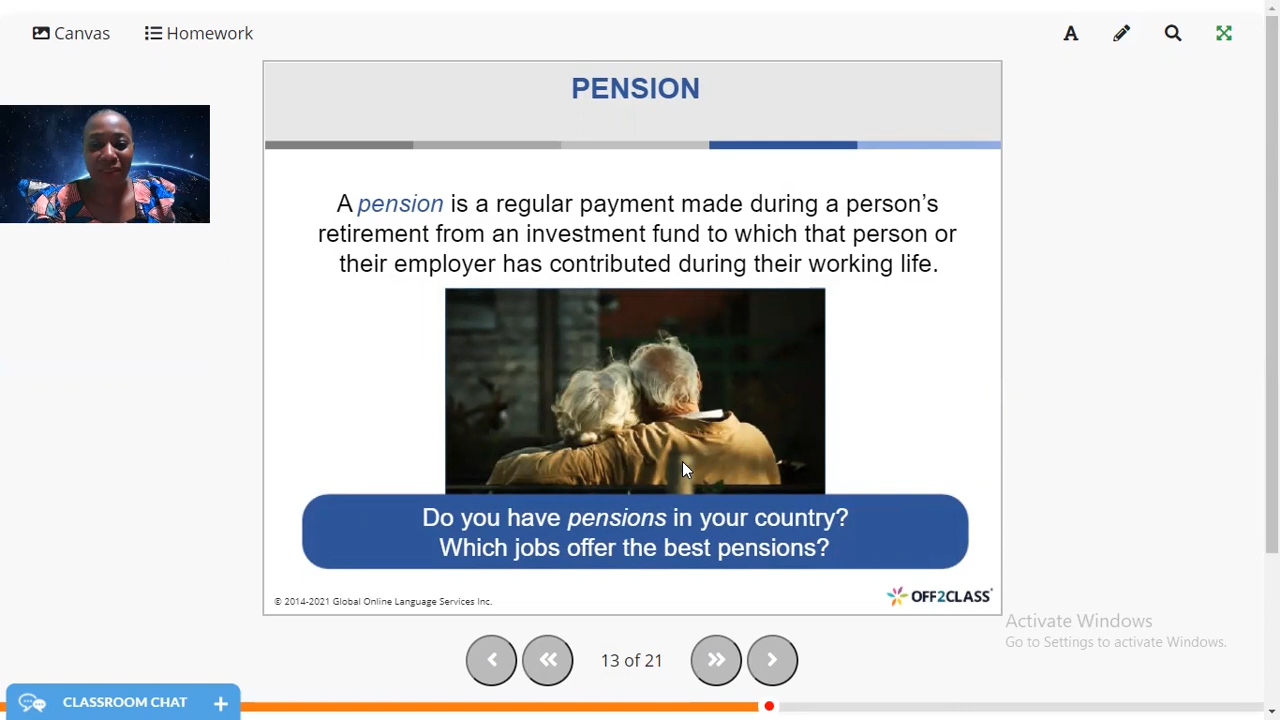 Canvas
Homework
A
PENSION
A pension is a regular payment made during a person’s
retirement from an investment fund to which that person or
their employer has contributed during their working life.
Do you have pensions in your country?
Which jobs offer the best pensions?
© 2014-2021 Global Online Language Services Inc.
OFF2CLASS
Activate Windows
Go to Settings to activate Windows.
13 of 21
CLASSROOM CHAT